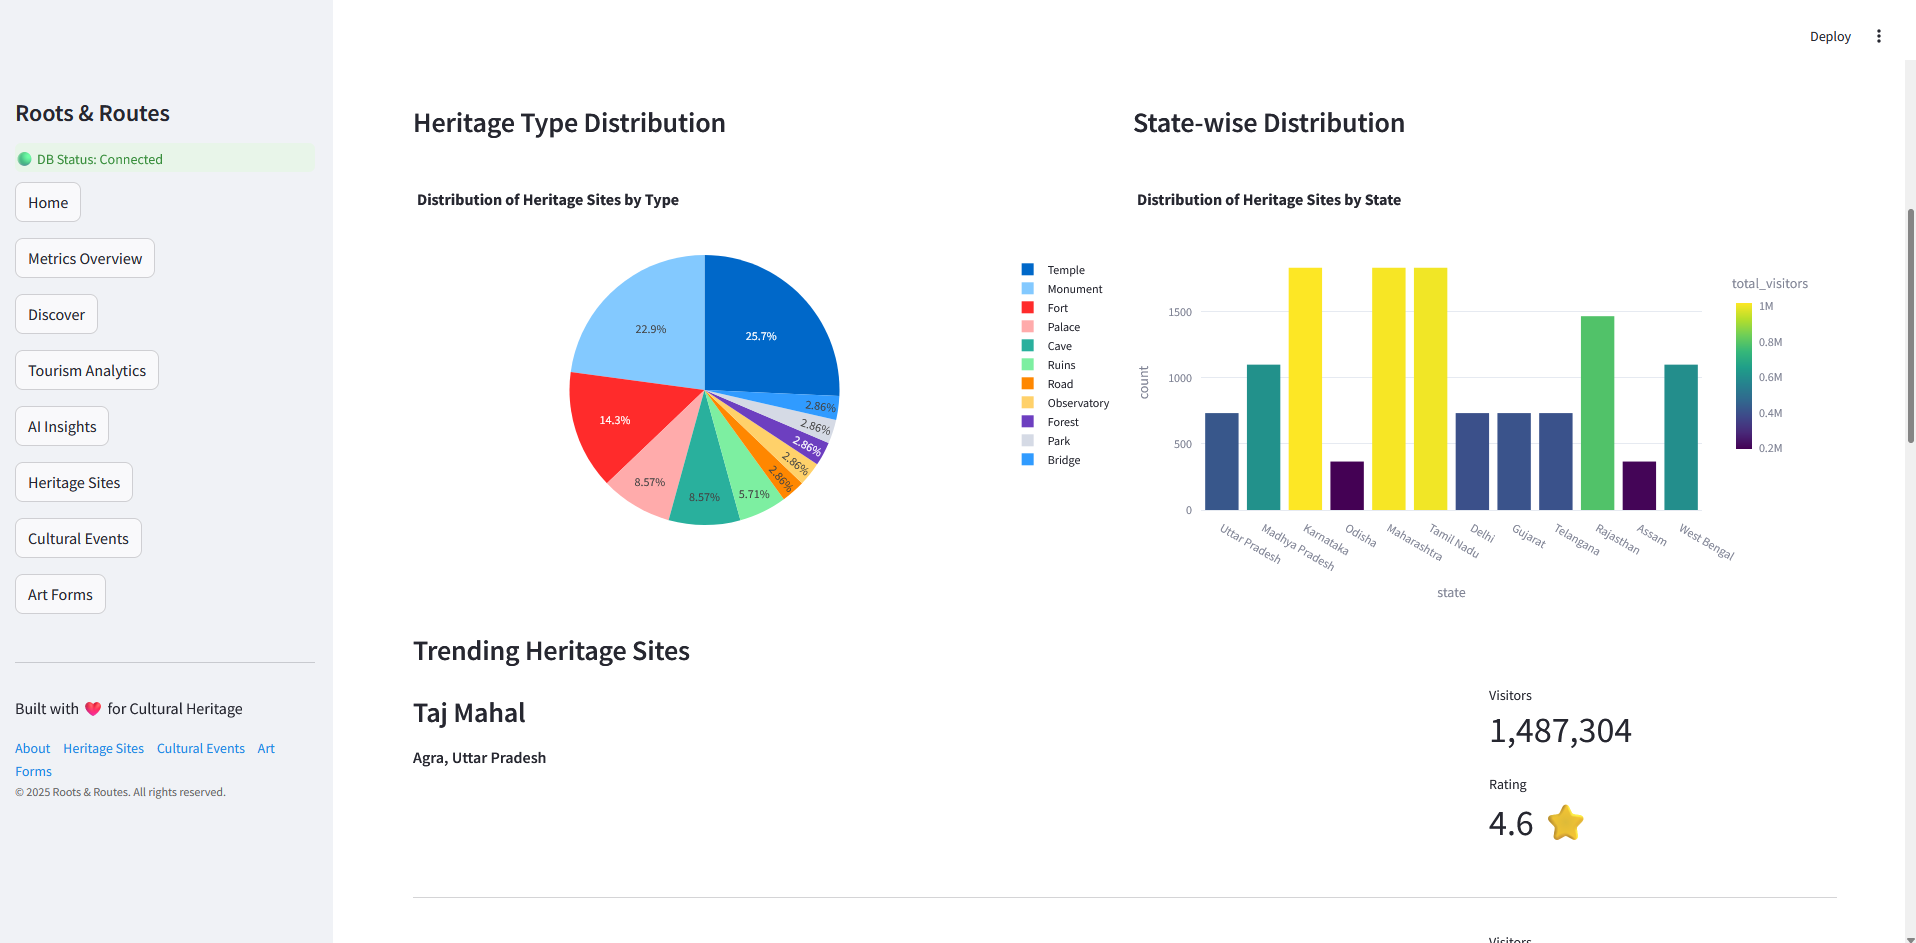 Deploy
Roots & Routes
DB Status: Connected
Home
Metrics Overview
Discover
Tourism Analytics
AI Insights
Heritage Sites
Cultural Events
Art Forms
Built with ❤️ for Cultural Heritage
About Heritage Sites Cultural Events Art
Forms
© 2025 Roots & Routes. All rights reserved.
Heritage Type Distribution
Distribution of Heritage Sites by Type
25.7%
22.9%
14.3%
8.57%
8.57%
5.71%
2.86%
2.86%
2.86%
2.86%
2.86%
Temple
Monument
Fort
Palace
Cave
Ruins
Road
Observatory
Forest
Park
Bridge
State-wise Distribution
Distribution of Heritage Sites by State
count
1500
1000
500
0
Uttar Pradesh
Madhya Pradesh
Karnataka
Odisha
Maharashtra
Tamil Nadu
Delhi
Gujarat
Telangana
Rajasthan
Assam
West Bengal
state
total_visitors
1M
0.8M
0.6M
0.4M
0.2M
Trending Heritage Sites
Taj Mahal
Agra, Uttar Pradesh
Visitors
1,487,304
Rating
4.6 ⭐
Visitors